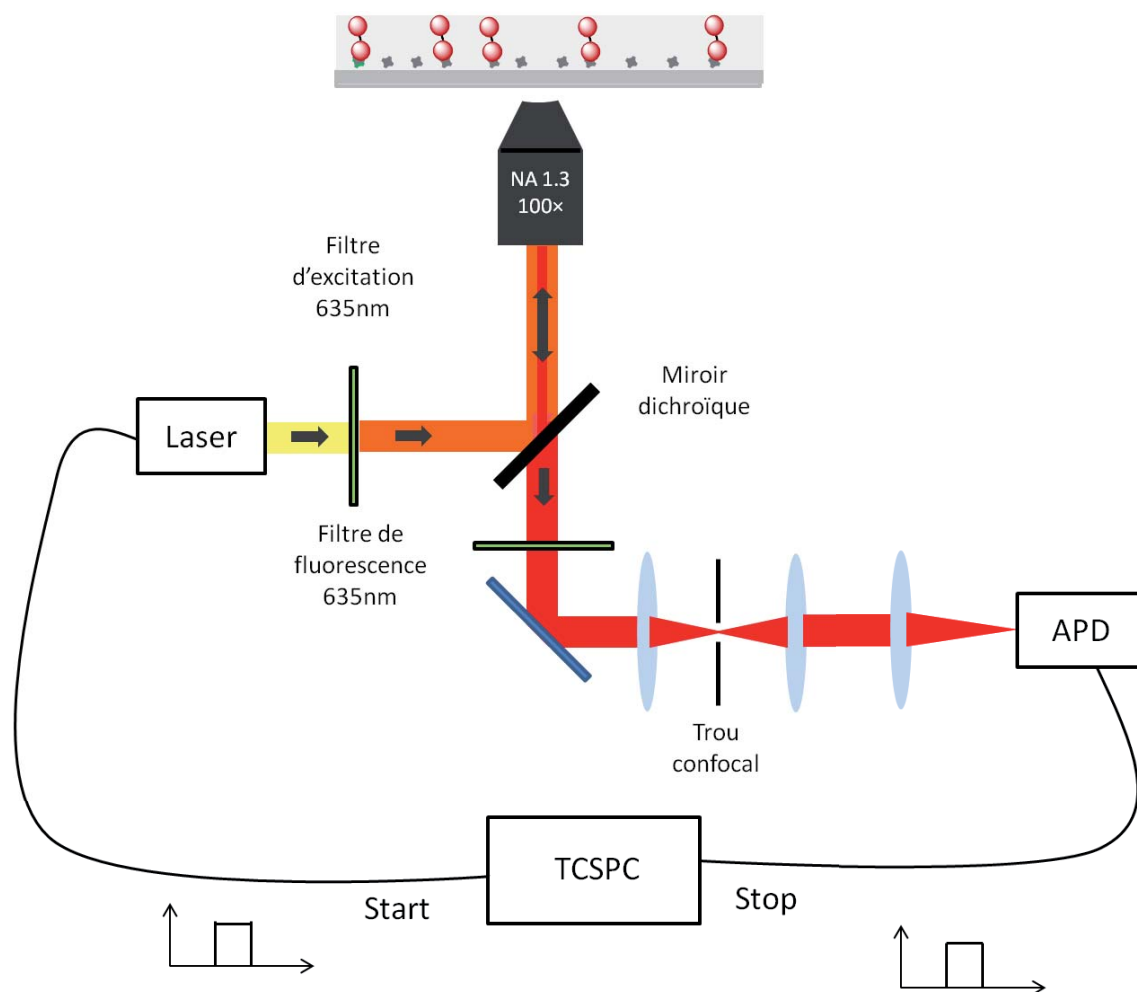 NA 1.3
100×
Filtre
d'excitation
635nm
Miroir
dichroïque
Laser
Filtre de
fluorescence
635nm
APD
Trou
confocal
TCSPC
Start
Stop